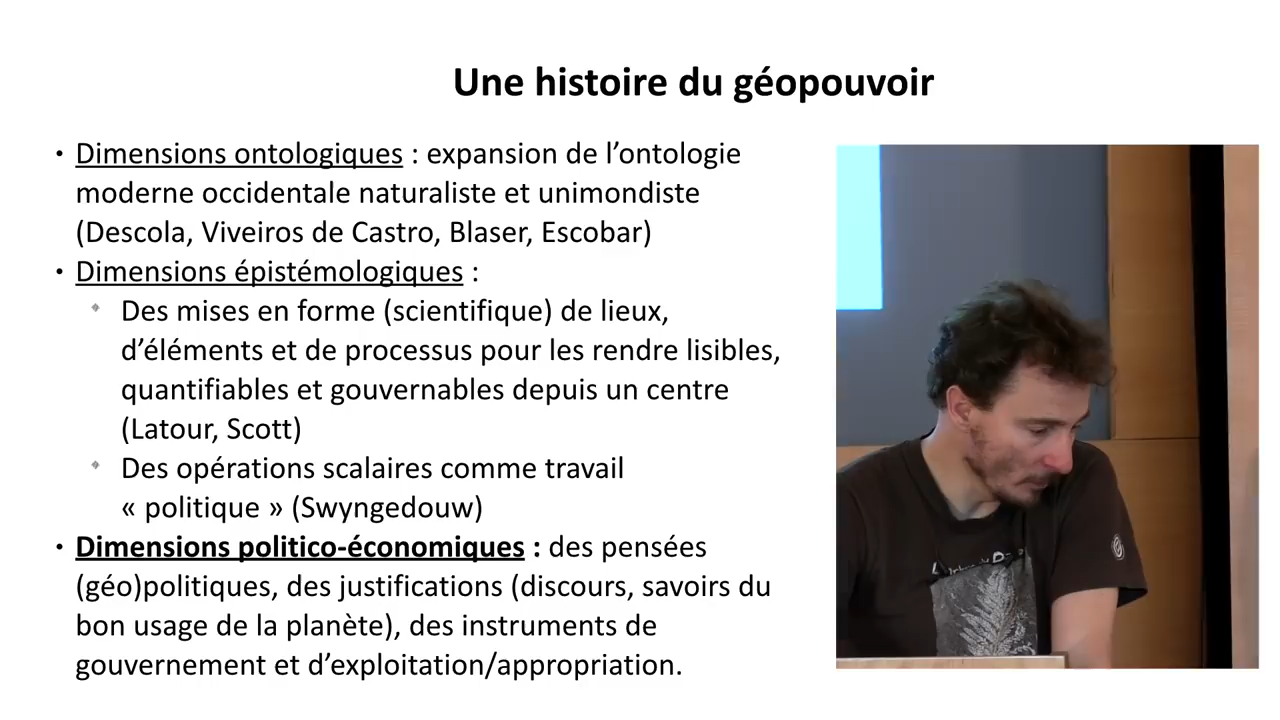 Une histoire du géopouvoir
• Dimensions ontologiques : expansion de l’ontologie
moderne occidentale naturaliste et unimondiste
(Descola, Viveiros de Castro, Blaser, Escobar)
• Dimensions épistémologiques :
Des mises en forme (scientifique) de lieux,
d’éléments et de processus pour les rendre lisibles,
quantifiables et gouvernables depuis un centre
(Latour, Scott)
Des opérations scalaires comme travail
« politique » (Swyngedouw)
• Dimensions politico-économiques : des pensées
(géo)politiques, des justifications (discours, savoirs du
bon usage de la planète), des instruments de
gouvernement et d’exploitation/appropriation.